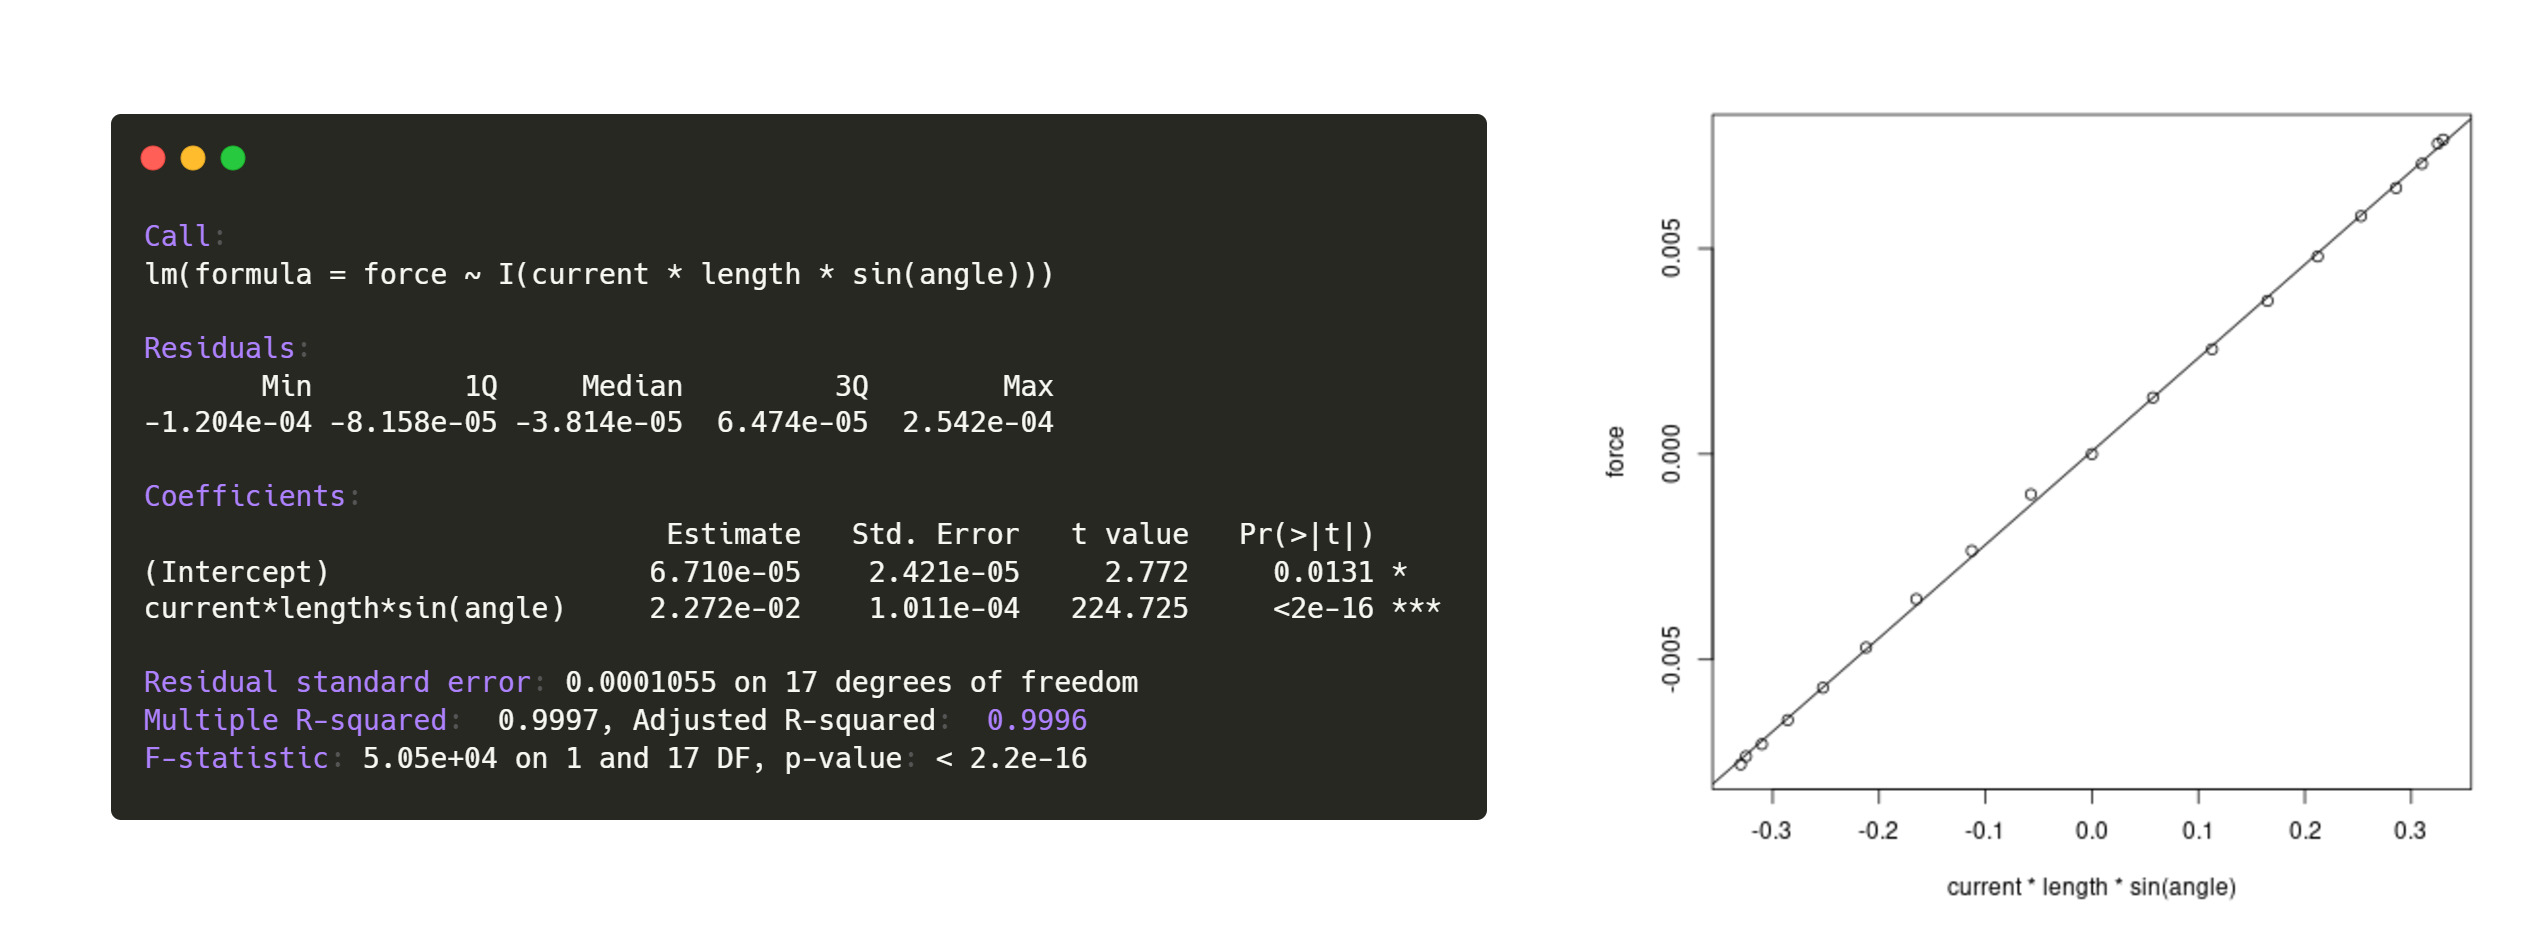 Call:
lm(formula = force ~ I(current * length * sin(angle)))
Residuals:
Min 1Q Median 3Q Max
-1.204e-04 -8.158e-05 -3.814e-05 6.474e-05 2.542e-04
Coefficients:
Estimate Std. Error t value Pr(>|t|)
(Intercept) 6.710e-05 2.421e-05 2.772 0.0131 *
current*length*sin(angle) 2.272e-02 1.011e-04 224.725 <2e-16 ***
Residual standard error: 0.0001055 on 17 degrees of freedom
Multiple R-squared: 0.9997, Adjusted R-squared: 0.9996
F-statistic: 5.05e+04 on 1 and 17 DF, p-value: < 2.2e-16
force
0.005
0.000
-0.005
-0.3 -0.2 -0.1 0.0 0.1 0.2 0.3
current * length * sin(angle)